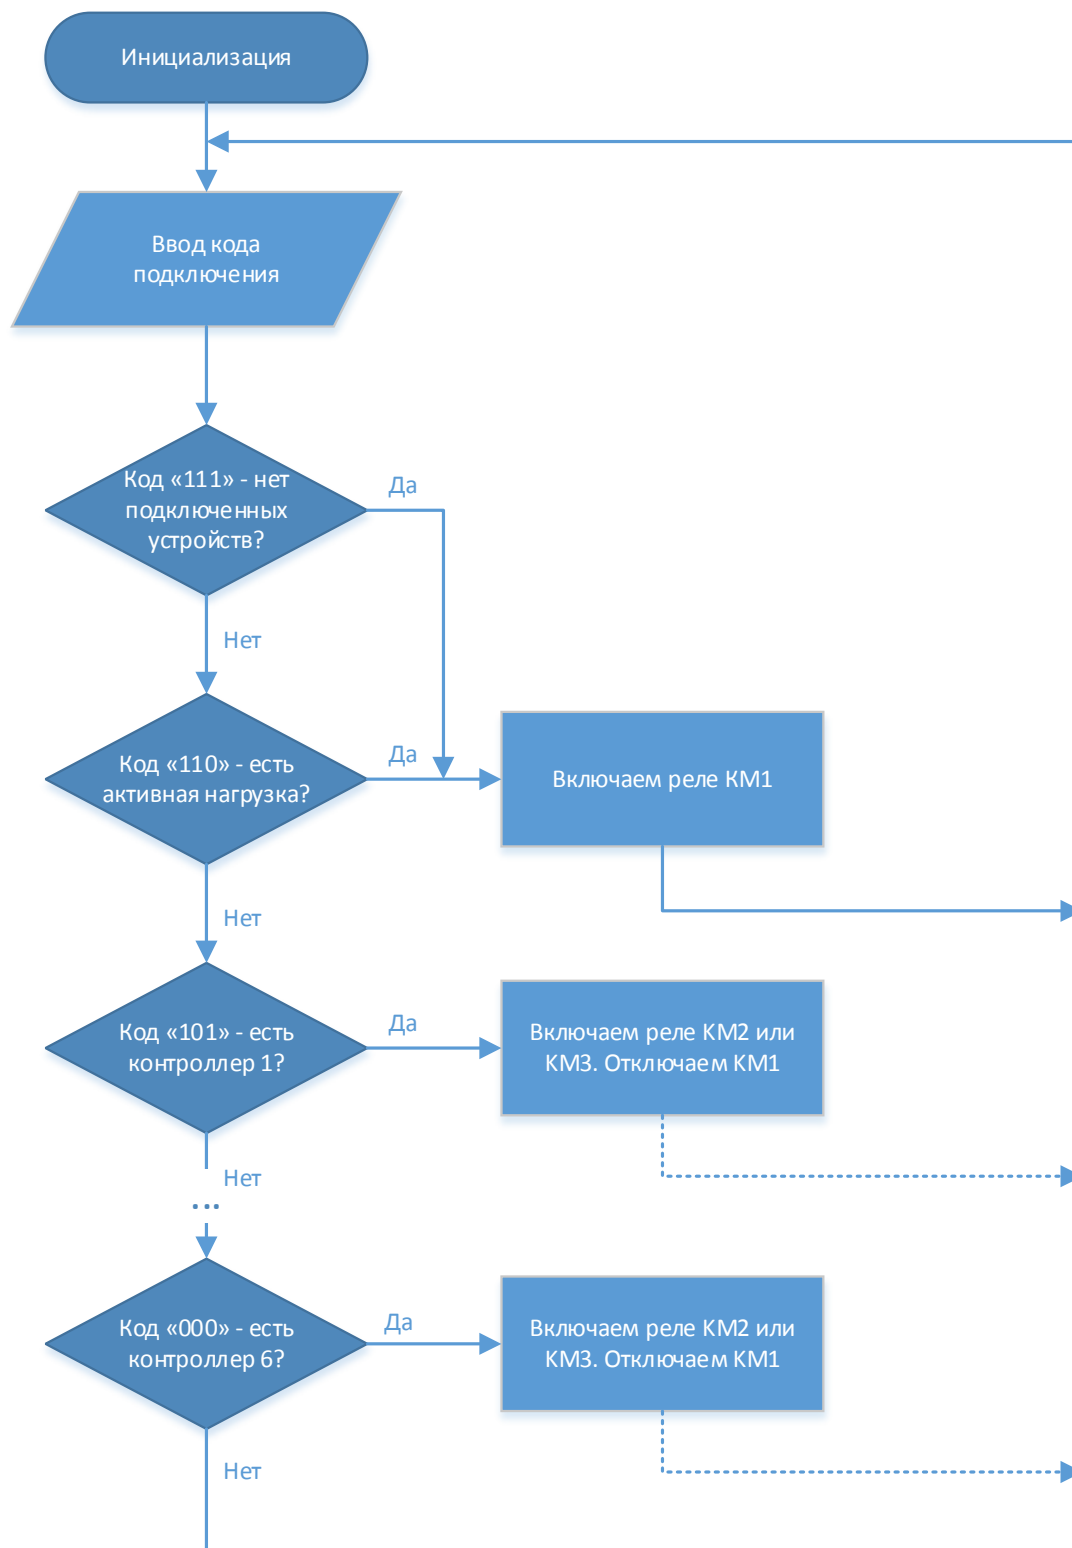 Инициализация
Ввод кода
подключения
Код «111» - нет
подключенных
устройств?
Да
Нет
Код «110» - есть
активная нагрузка?
Да
Включаем реле КМ1
Нет
Код «101» - есть
контроллер 1?
Да
Включаем реле КМ2 или
КМ3. Отключаем КМ1
Нет
...
Код «000» - есть
контроллер 6?
Да
Включаем реле КМ2 или
КМ3. Отключаем КМ1
Нет